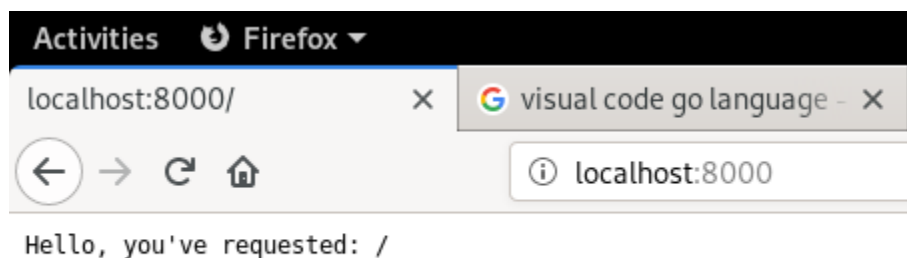 Activities Firefox
localhost:8000/ visual code go language -
localhost:8000
Hello, you've requested: /